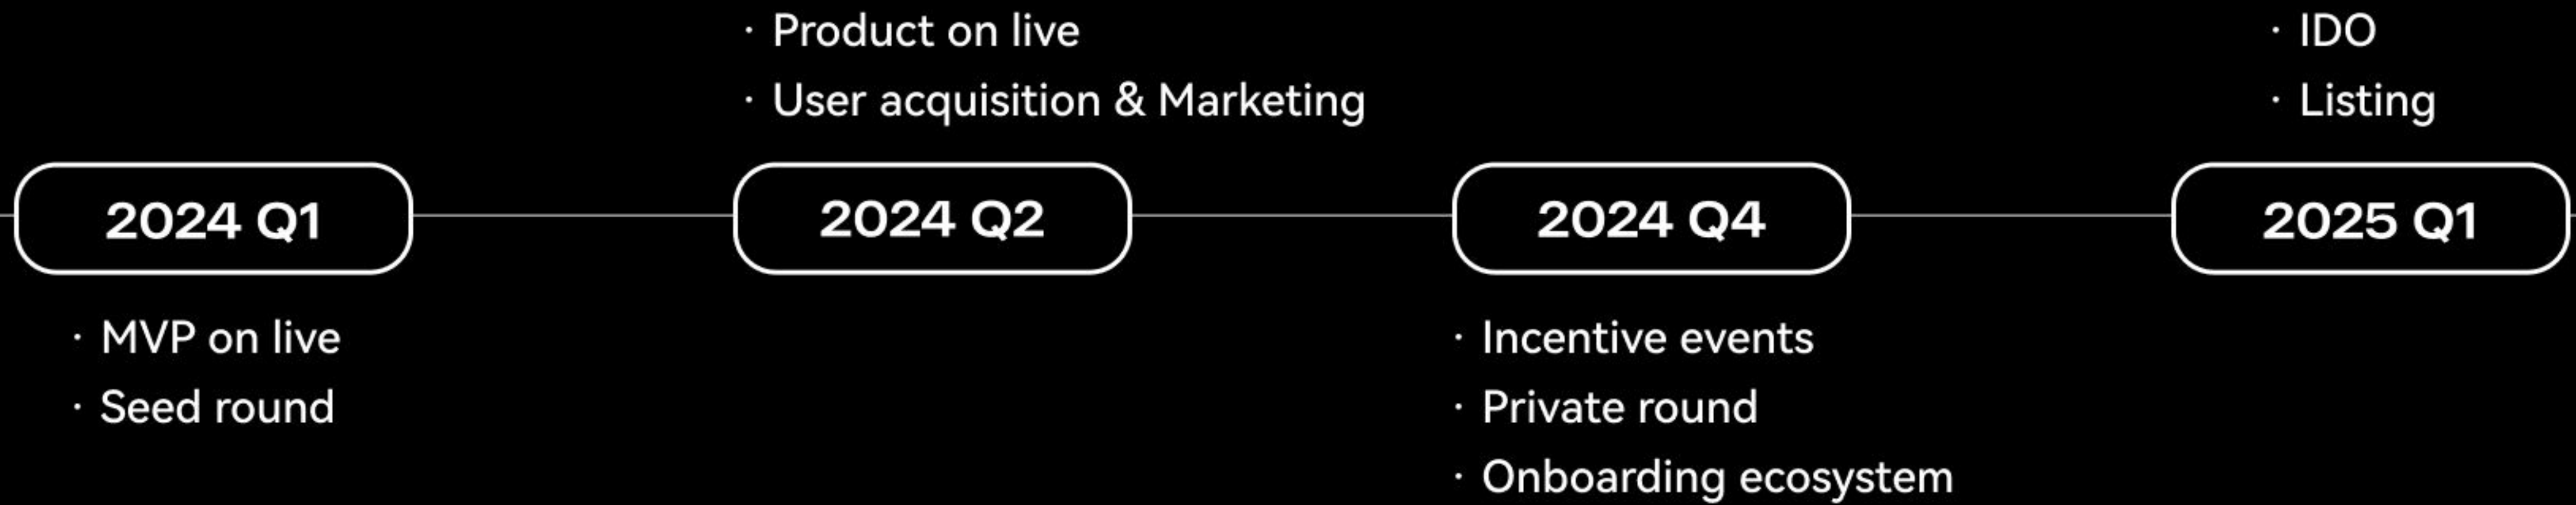 · Product on live
· User acquisition & Marketing
· IDO
· Listing
2024 Q1
2024 Q2
2024 Q4
2025 Q1
· MVP on live
· Seed round
· Incentive events
· Private round
· Onboarding ecosystem